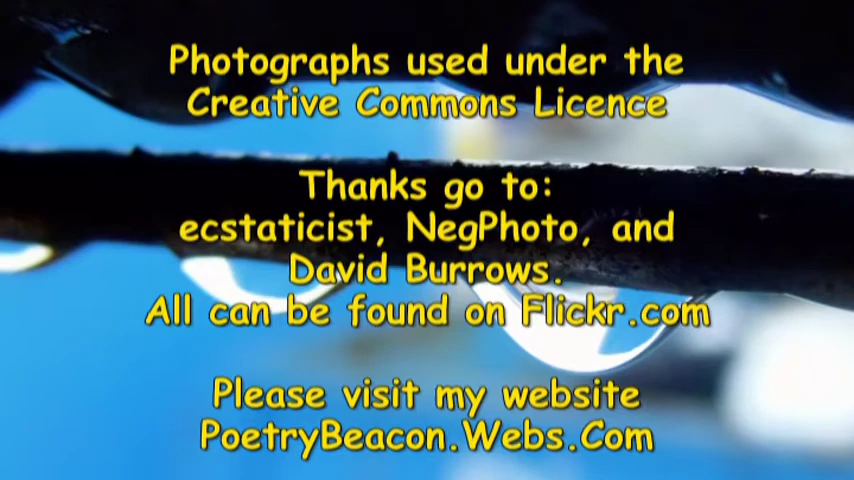 Photographs used under the
Creative Commons Licence
Thanks go to:
ecstaticist, NegPhoto, and
David Burrows.
All can be found on Flickr.com
Please visit my website
PoetryBeacon.Webs.Com